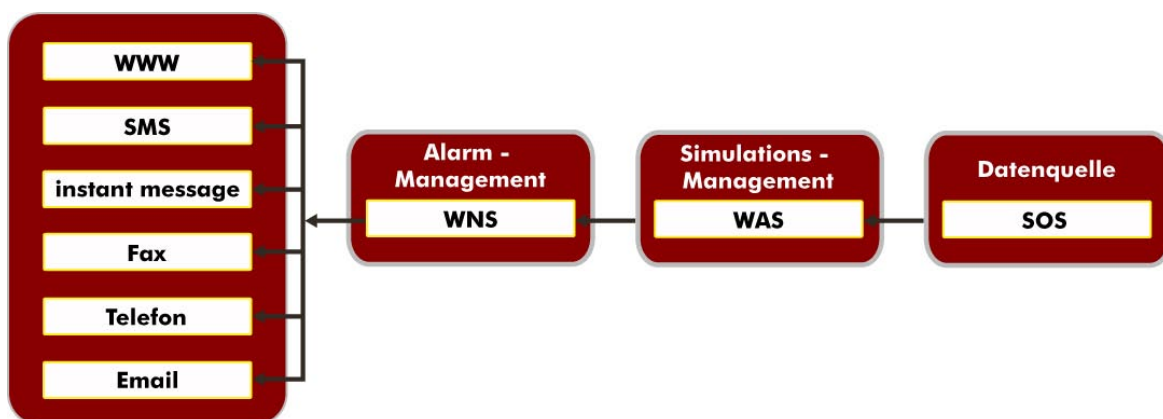 WWW
SMS
instant message
Fax
Telefon
Email
Alarm -
Management
WNS
Simulations -
Management
WAS
Datenquelle
SOS